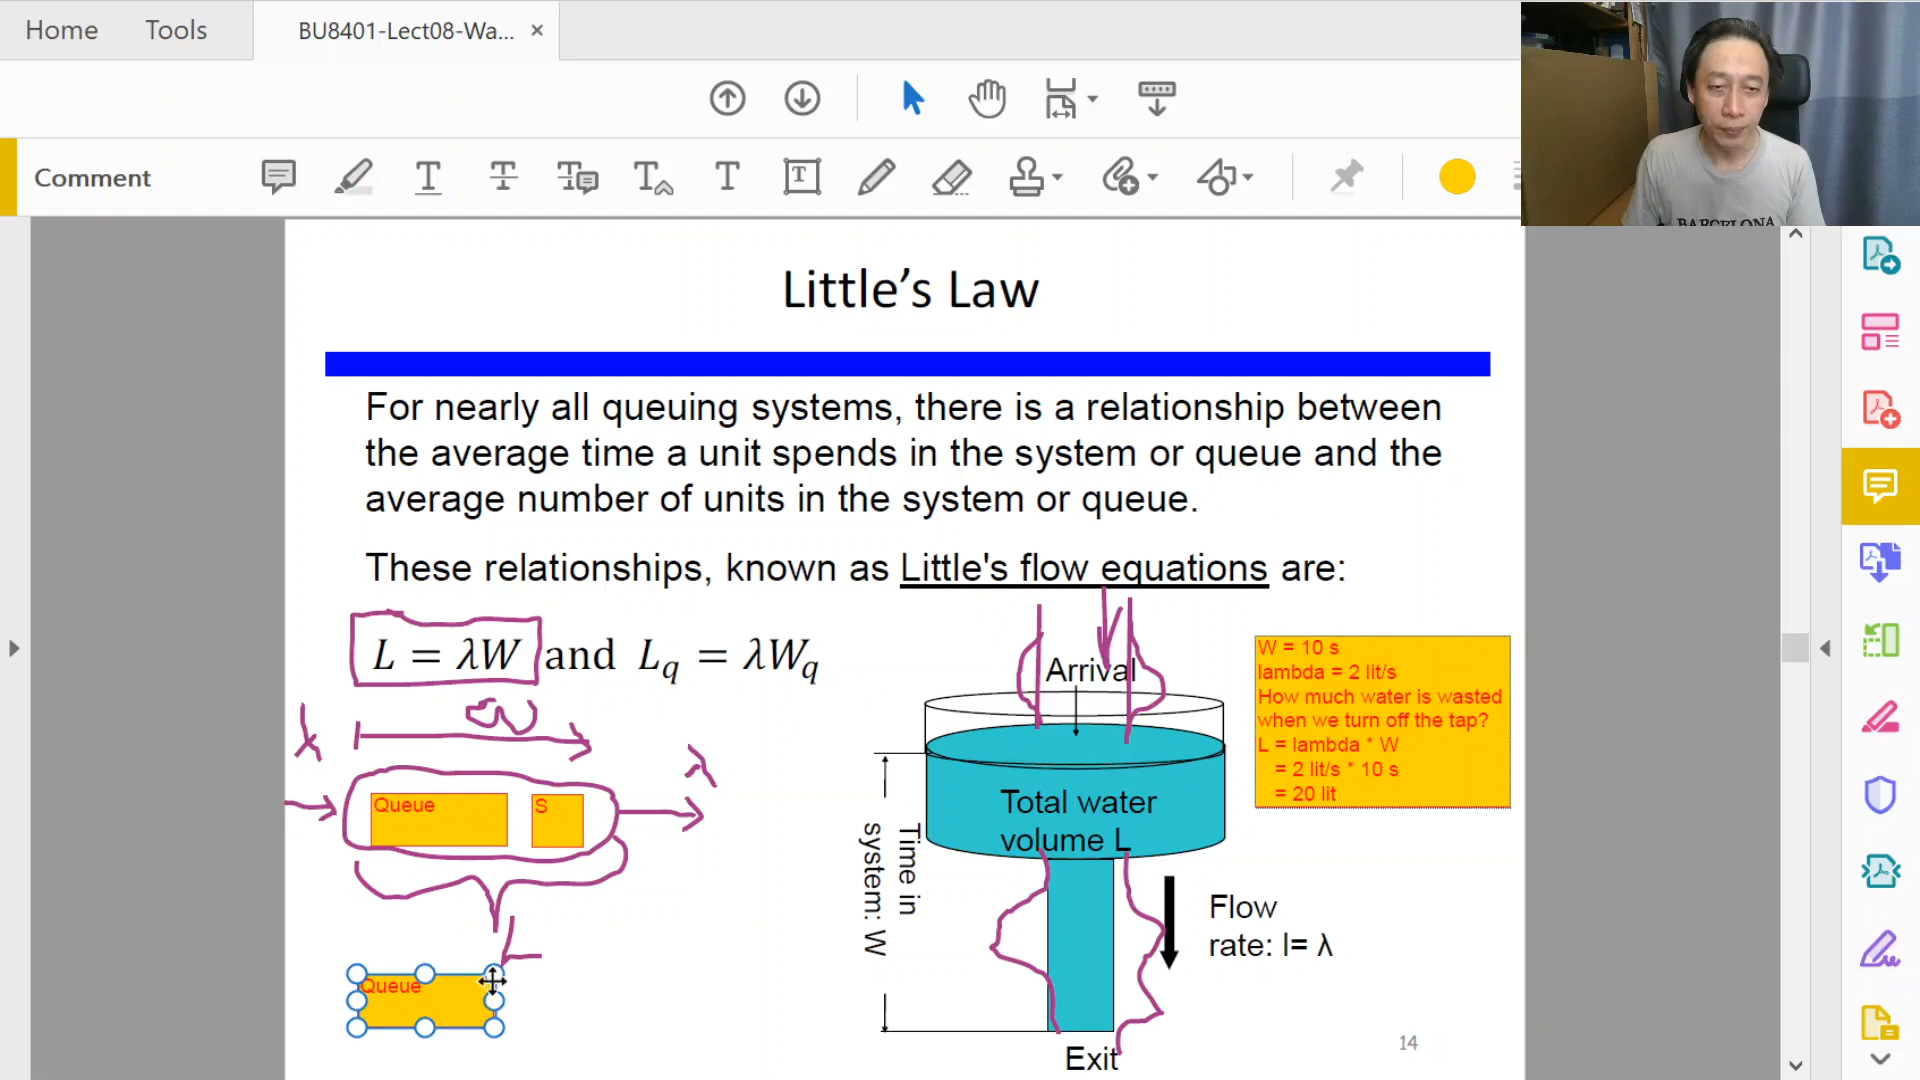 Home
Tools
BU8401-Lect08-Wa...
Comment
BARCELONA
Little's Law
For nearly all queuing systems, there is a relationship between
the average time a unit spends in the system or queue and the
average number of units in the system or queue.
These relationships, known as Little's flow equations are:
L = λW and Lq = λWq
W
λ
λ
Queue
S
L
Queue
Arrival
Total water
volume L
Time in
system: W
Flow
rate: l= λ
Exit
W = 10 s
lambda = 2 lit/s
How much water is wasted
when we turn off the tap?
L = lambda * W
= 2 lit/s * 10 s
= 20 lit
14